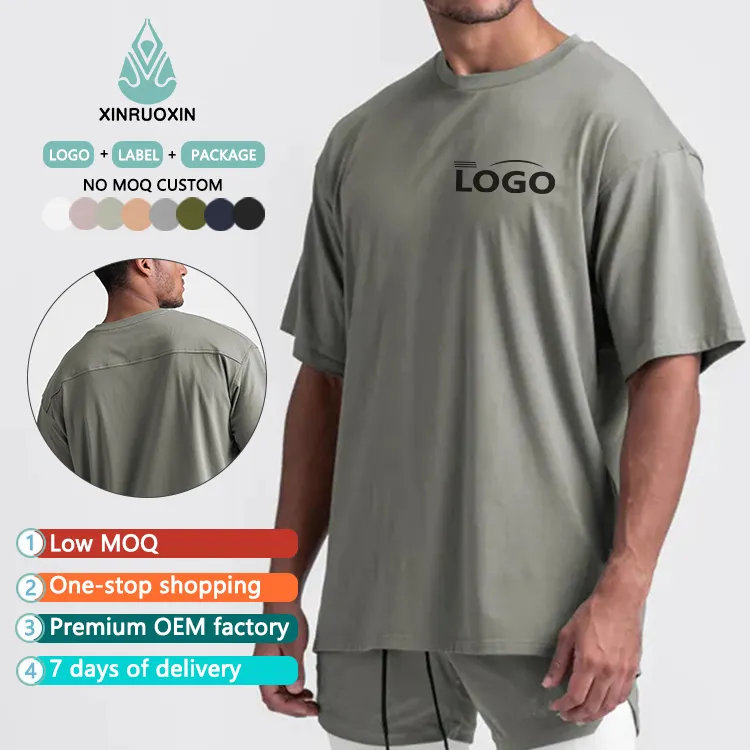 XINRUOXIN
LOGO + LABEL + PACKAGE
NO MOQ CUSTOM
LOGO
1 Low MOQ
2 One-stop shopping
3 Premium OEM factory
4 7 days of delivery